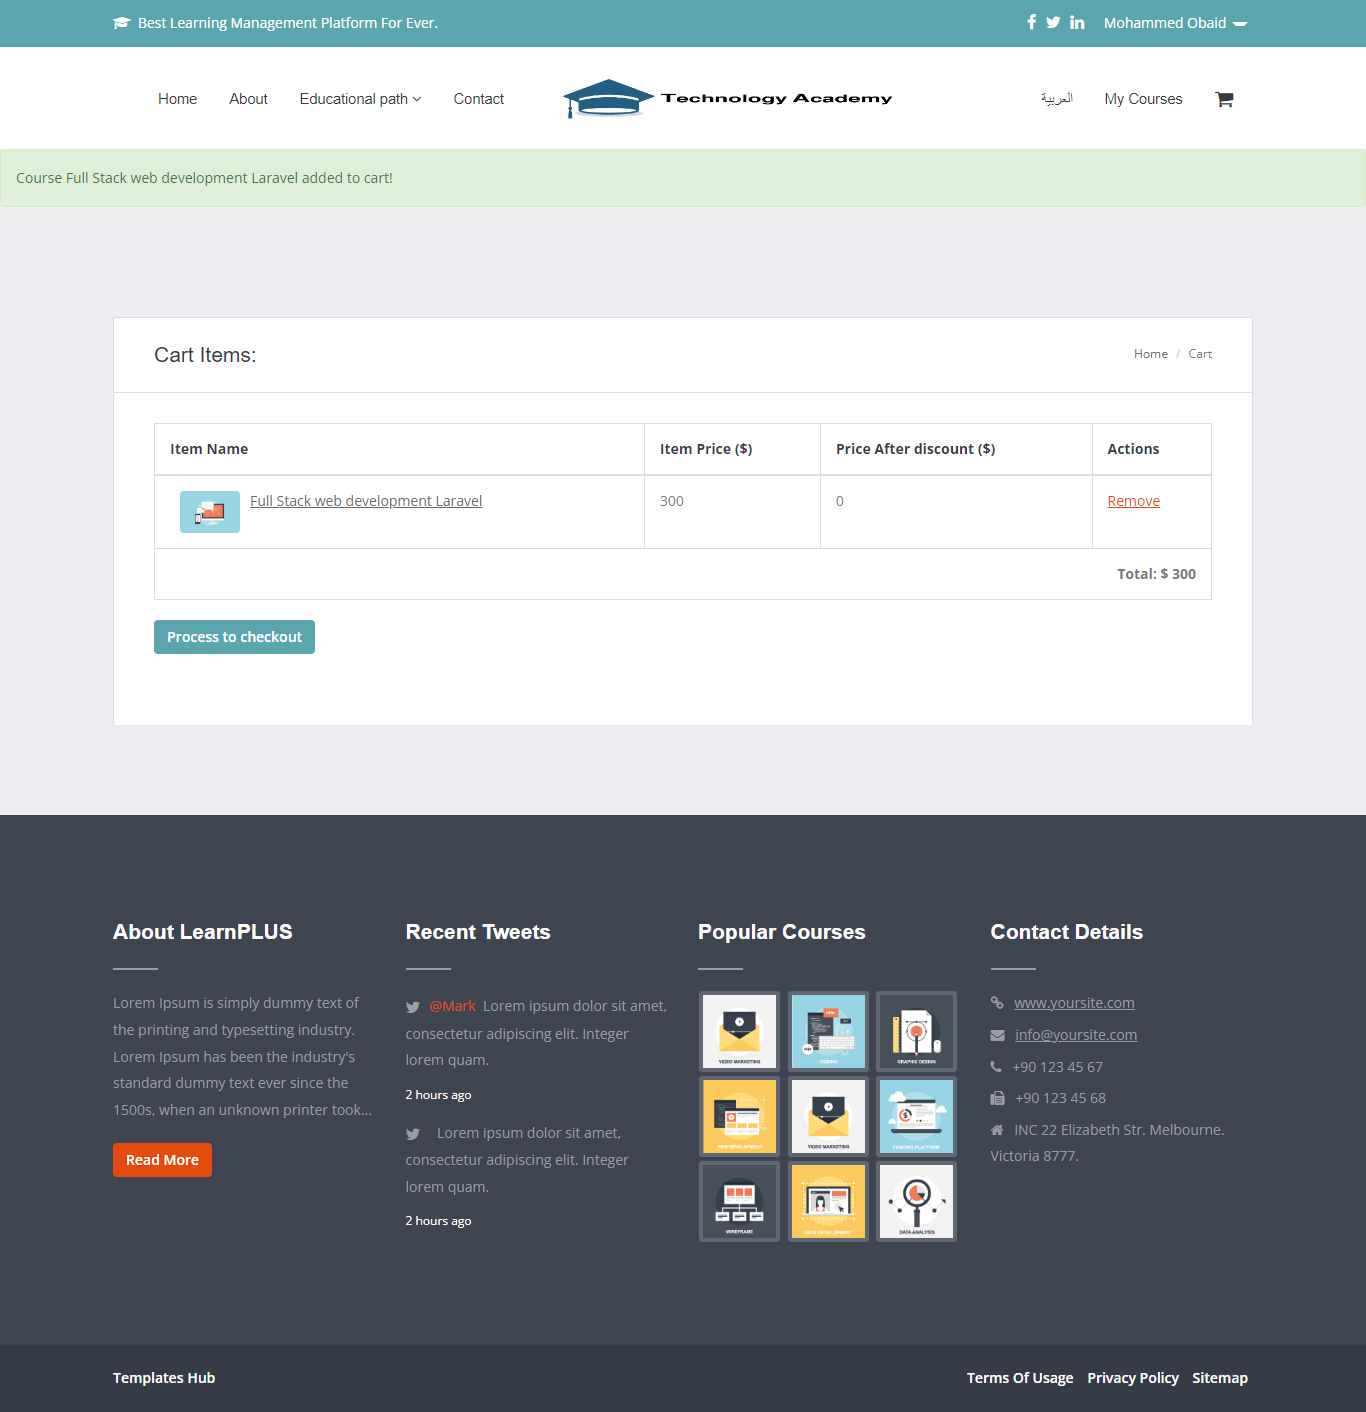 Best Learning Management Platform For Ever.
Mohammed Obaid
Home About Educational path Contact
Technology Academy
العربية My Courses
Course Full Stack web development Laravel added to cart!
Cart Items:
Home / Cart
Item Name Item Price ($) Price After discount ($) Actions
Full Stack web development Laravel 300 0 Remove
Total: $ 300
Process to checkout
About LearnPLUS
Lorem Ipsum is simply dummy text of
the printing and typesetting industry.
Lorem Ipsum has been the industry's
standard dummy text ever since the
1500s, when an unknown printer took...
Read More
Recent Tweets
@Mark Lorem ipsum dolor sit amet,
consectetur adipiscing elit. Integer
lorem quam.
2 hours ago
Lorem ipsum dolor sit amet,
consectetur adipiscing elit. Integer
lorem quam.
2 hours ago
Popular Courses
VIDEO MARKETING
CODING
GRAPHIC DESIGN
WEB DEVELOPMENT
VIDEO MARKETING
FUNDING PLATFORM
WIREFRAME
DATA ANALYSIS
Contact Details
www.yoursite.com
info@yoursite.com
+90 123 45 67
+90 123 45 68
INC 22 Elizabeth Str. Melbourne.
Victoria 8777.
Templates Hub
Terms Of Usage Privacy Policy Sitemap